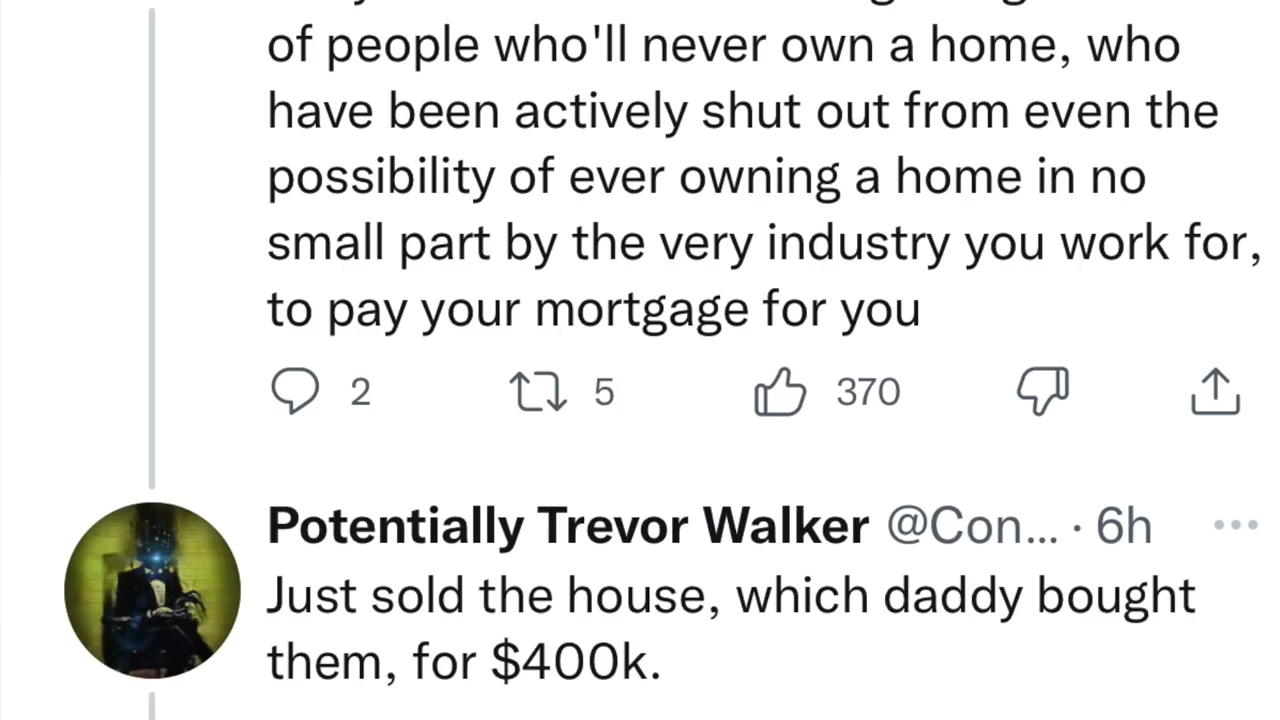 of people who'll never own a home, who
have been actively shut out from even the
possibility of ever owning a home in no
small part by the very industry you work for,
to pay your mortgage for you
2 5 370
Potentially Trevor Walker @Con... · 6h
Just sold the house, which daddy bought
them, for $400k.